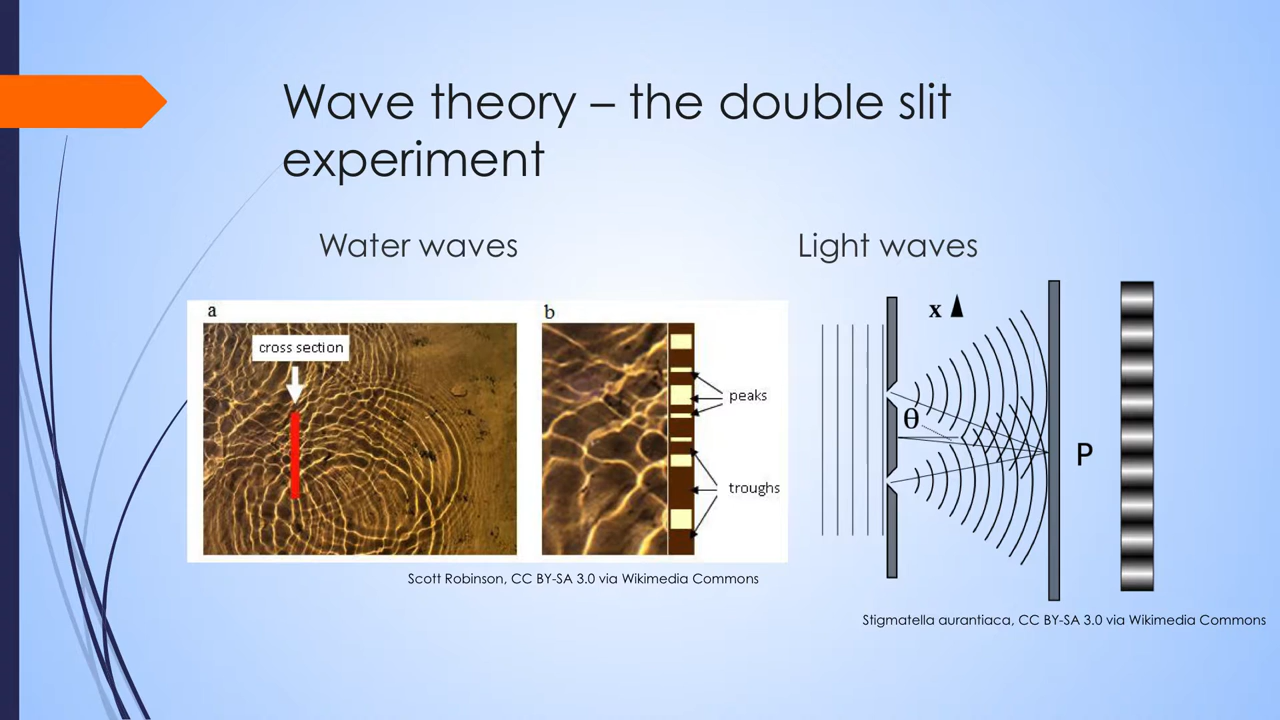 Wave theory – the double slit
experiment
Water waves
Light waves
a
cross section
b
peaks
troughs
Scott Robinson, CC BY-SA 3.0 via Wikimedia Commons
x
θ
P
Stigmatella aurantiaca, CC BY-SA 3.0 via Wikimedia Commons